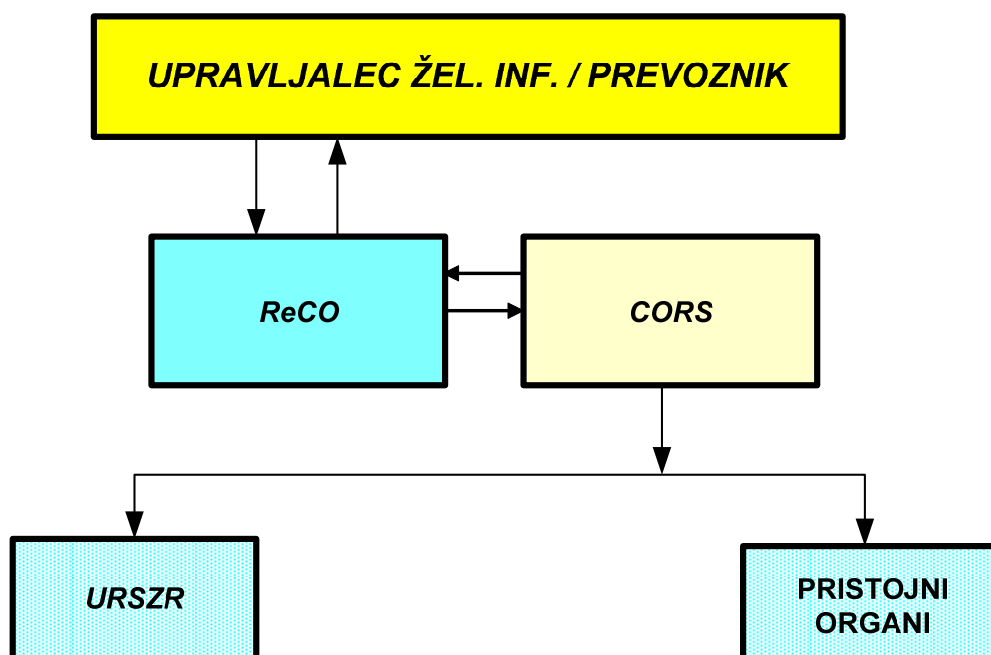 UPRAVLJALEC ŽEL. INF. / PREVOZNIK
ReCO
CORS
URSZR
PRISTOJNI
ORGANI